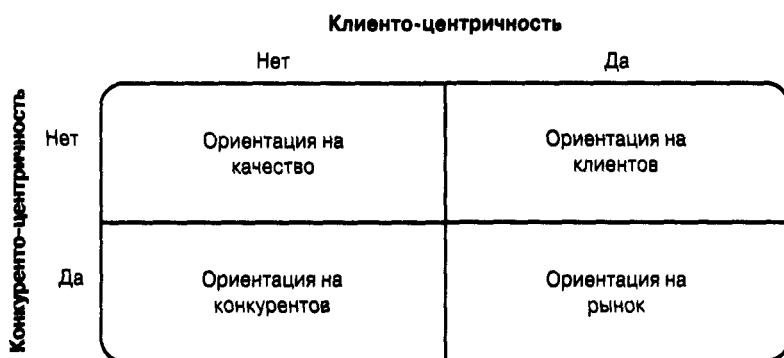 Клиенто-центричность
Нет
Да
Конкуренто-центричность
Нет
Ориентация на
качество
Ориентация на
клиентов
Да
Ориентация на
конкурентов
Ориентация на
рынок